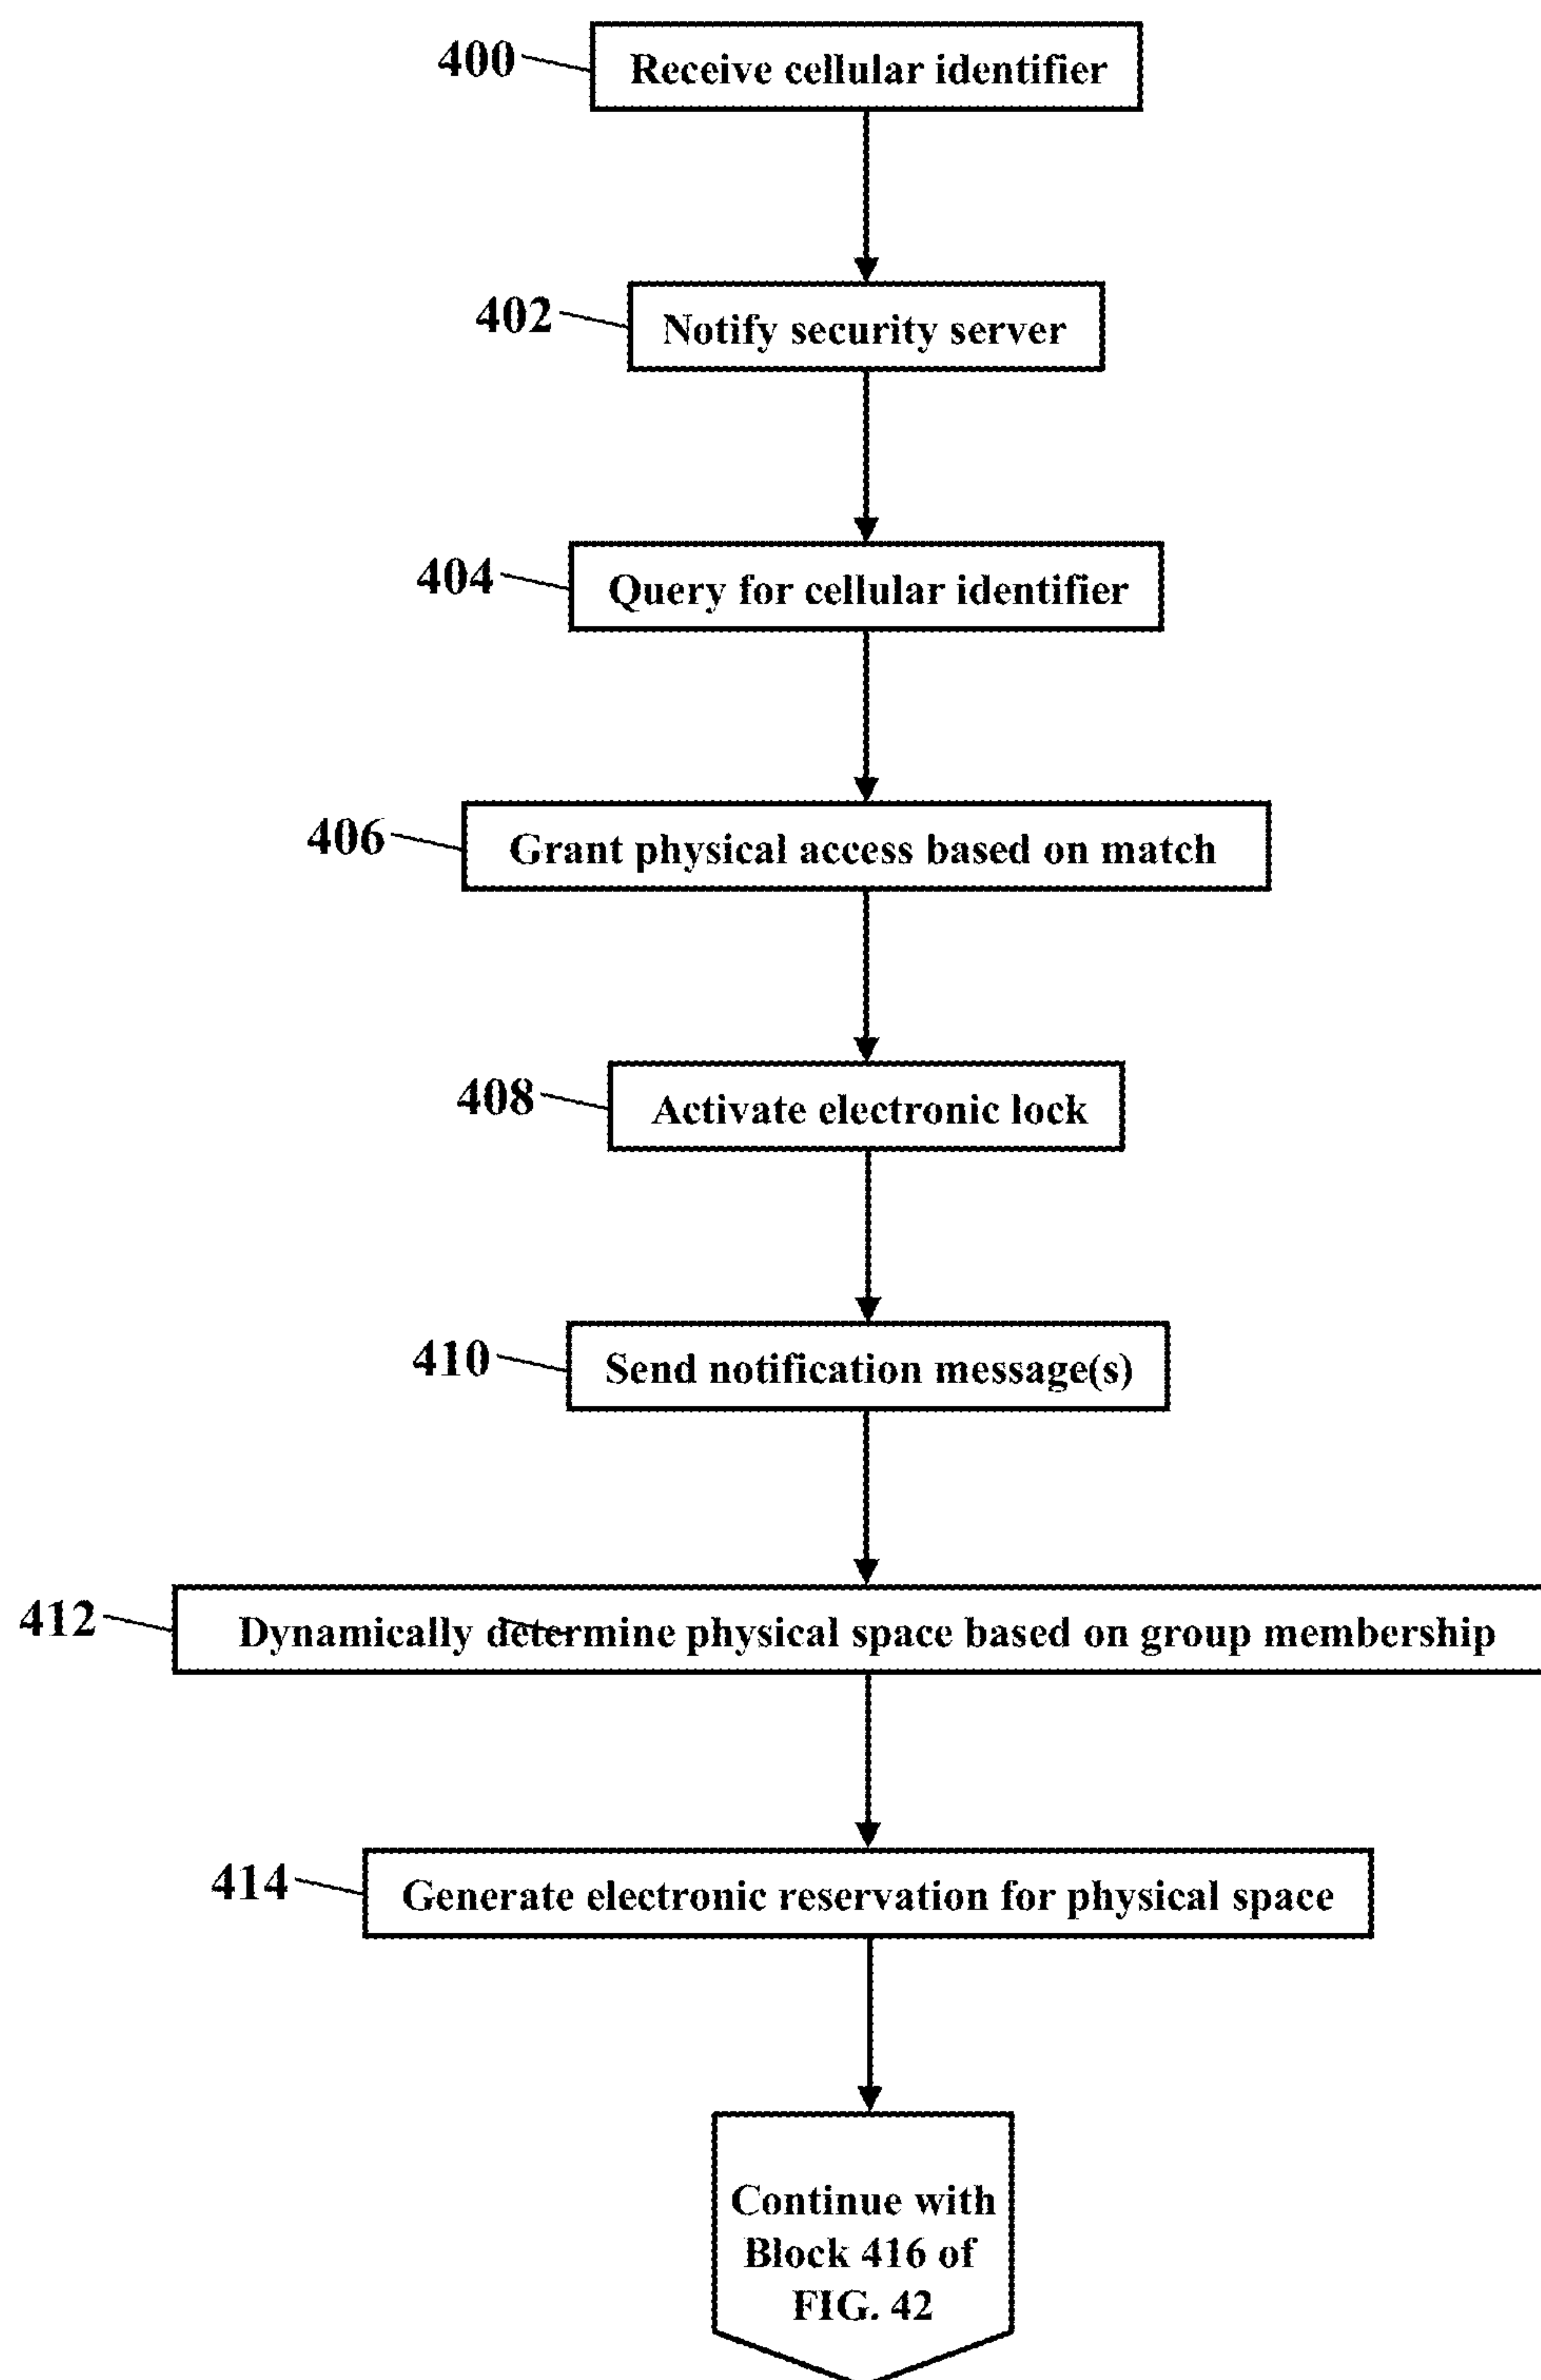 400 Receive cellular identifier
402 Notify security server
404 Query for cellular identifier
406 Grant physical access based on match
408 Activate electronic lock
410 Send notification message(s)
412 Dynamically determine physical space based on group membership
414 Generate electronic reservation for physical space
Continue with
Block 416 of
FIG. 42